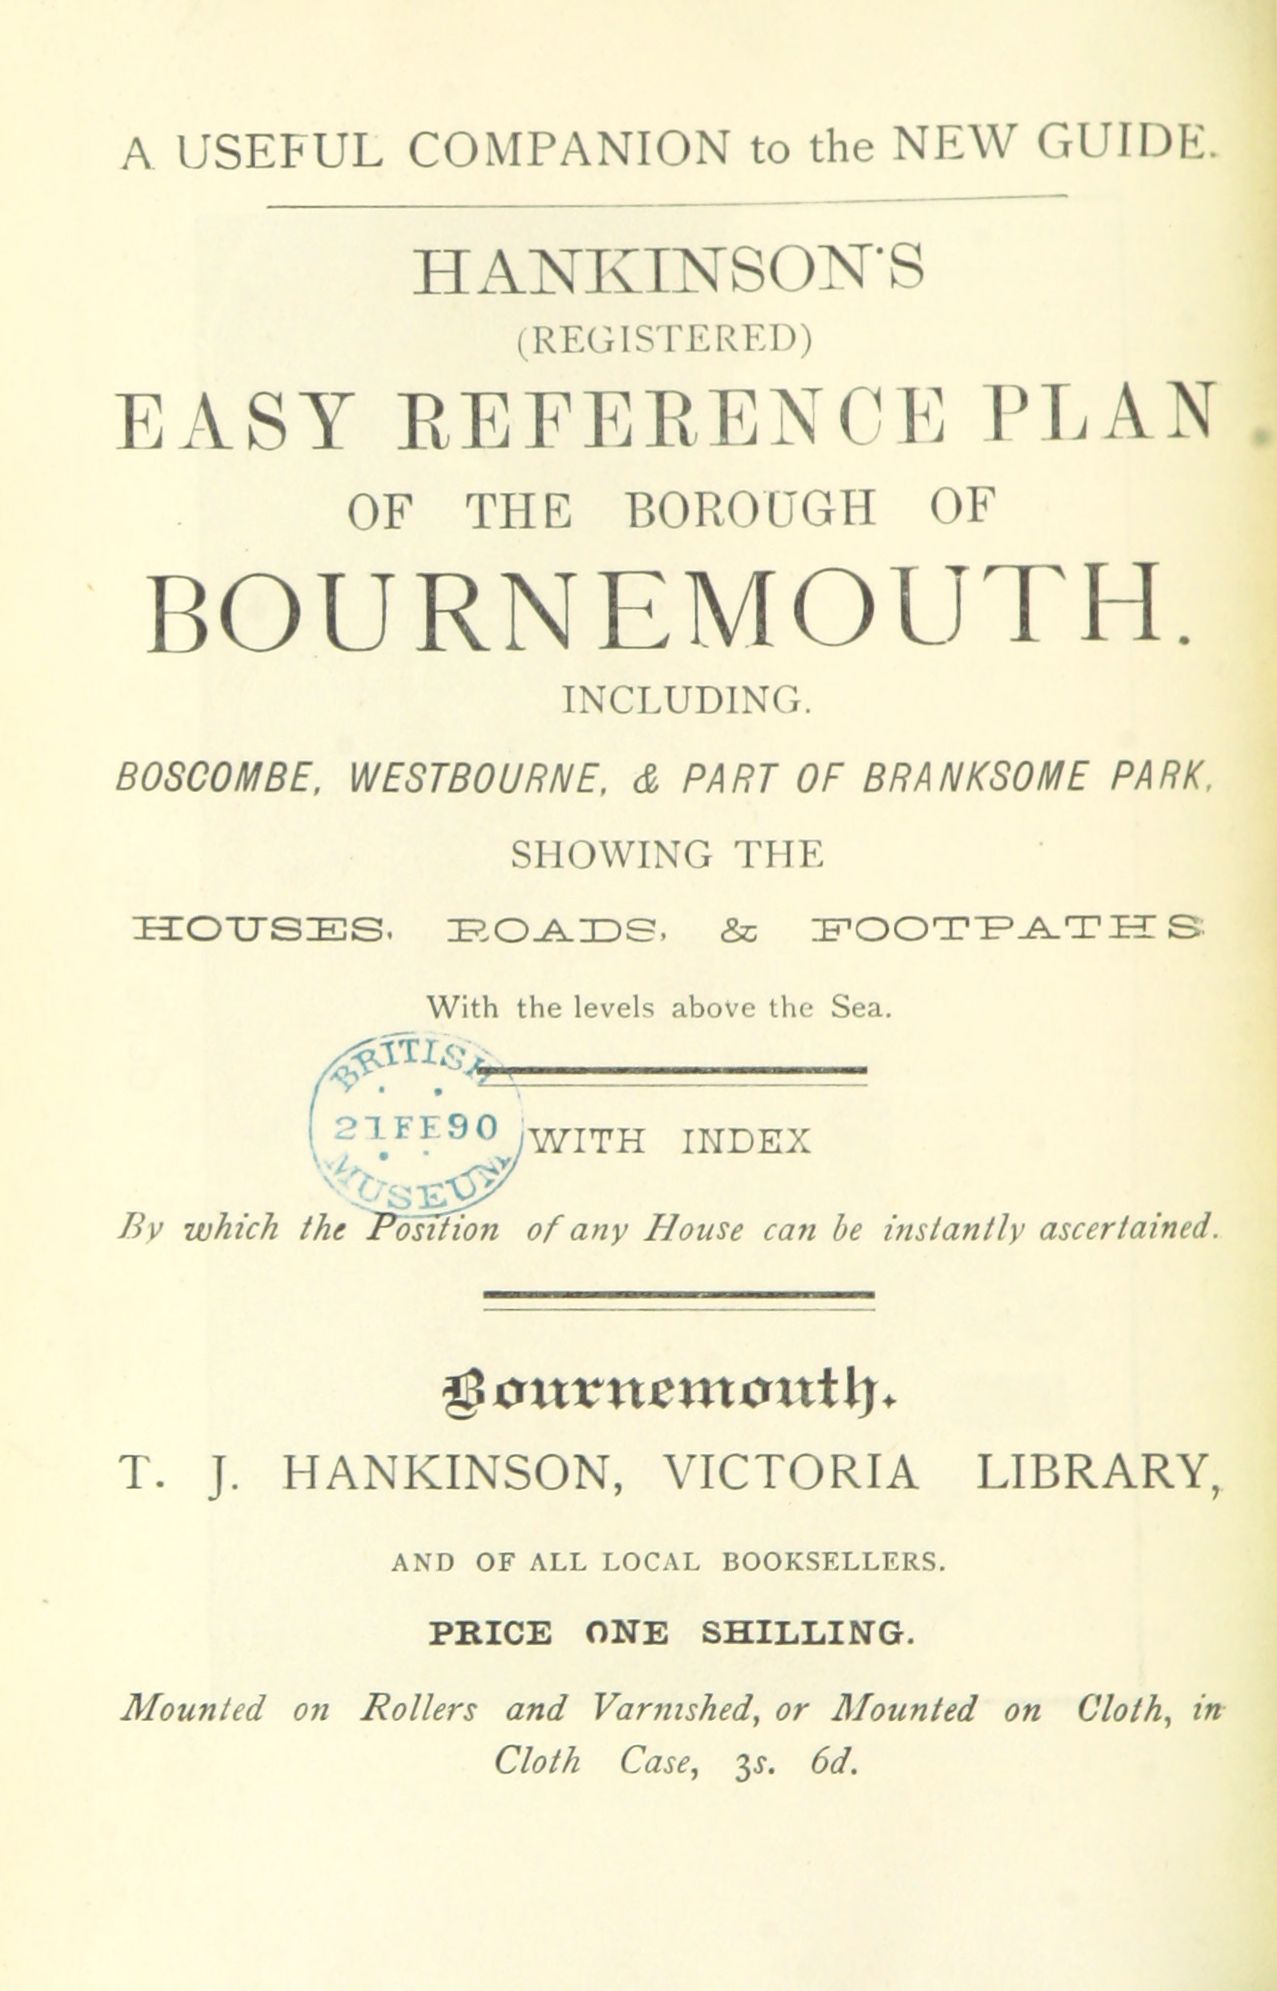 A USEFUL COMPANION to the NEW GUIDE.
HANKINSON'S
(REGISTERED)
EASY REFERENCE PLAN
OF THE BOROUGH OF
BOURNEMOUTH.
INCLUDING.
BOSCOMBE, WESTBOURNE, & PART OF BRANKSOME PARK,
SHOWING THE
HOUSES, ROADS, & FOOTPATHS
With the levels above the Sea.
BRITISH
21FE90
MUSEUM
WITH INDEX
By which the Position of any House can be instantly ascertained.
Bournemouth.
T. J. HANKINSON, VICTORIA LIBRARY,
AND OF ALL LOCAL BOOKSELLERS.
PRICE ONE SHILLING.
Mounted on Rollers and Varnished, or Mounted on Cloth, in
Cloth Case, 3s. 6d.